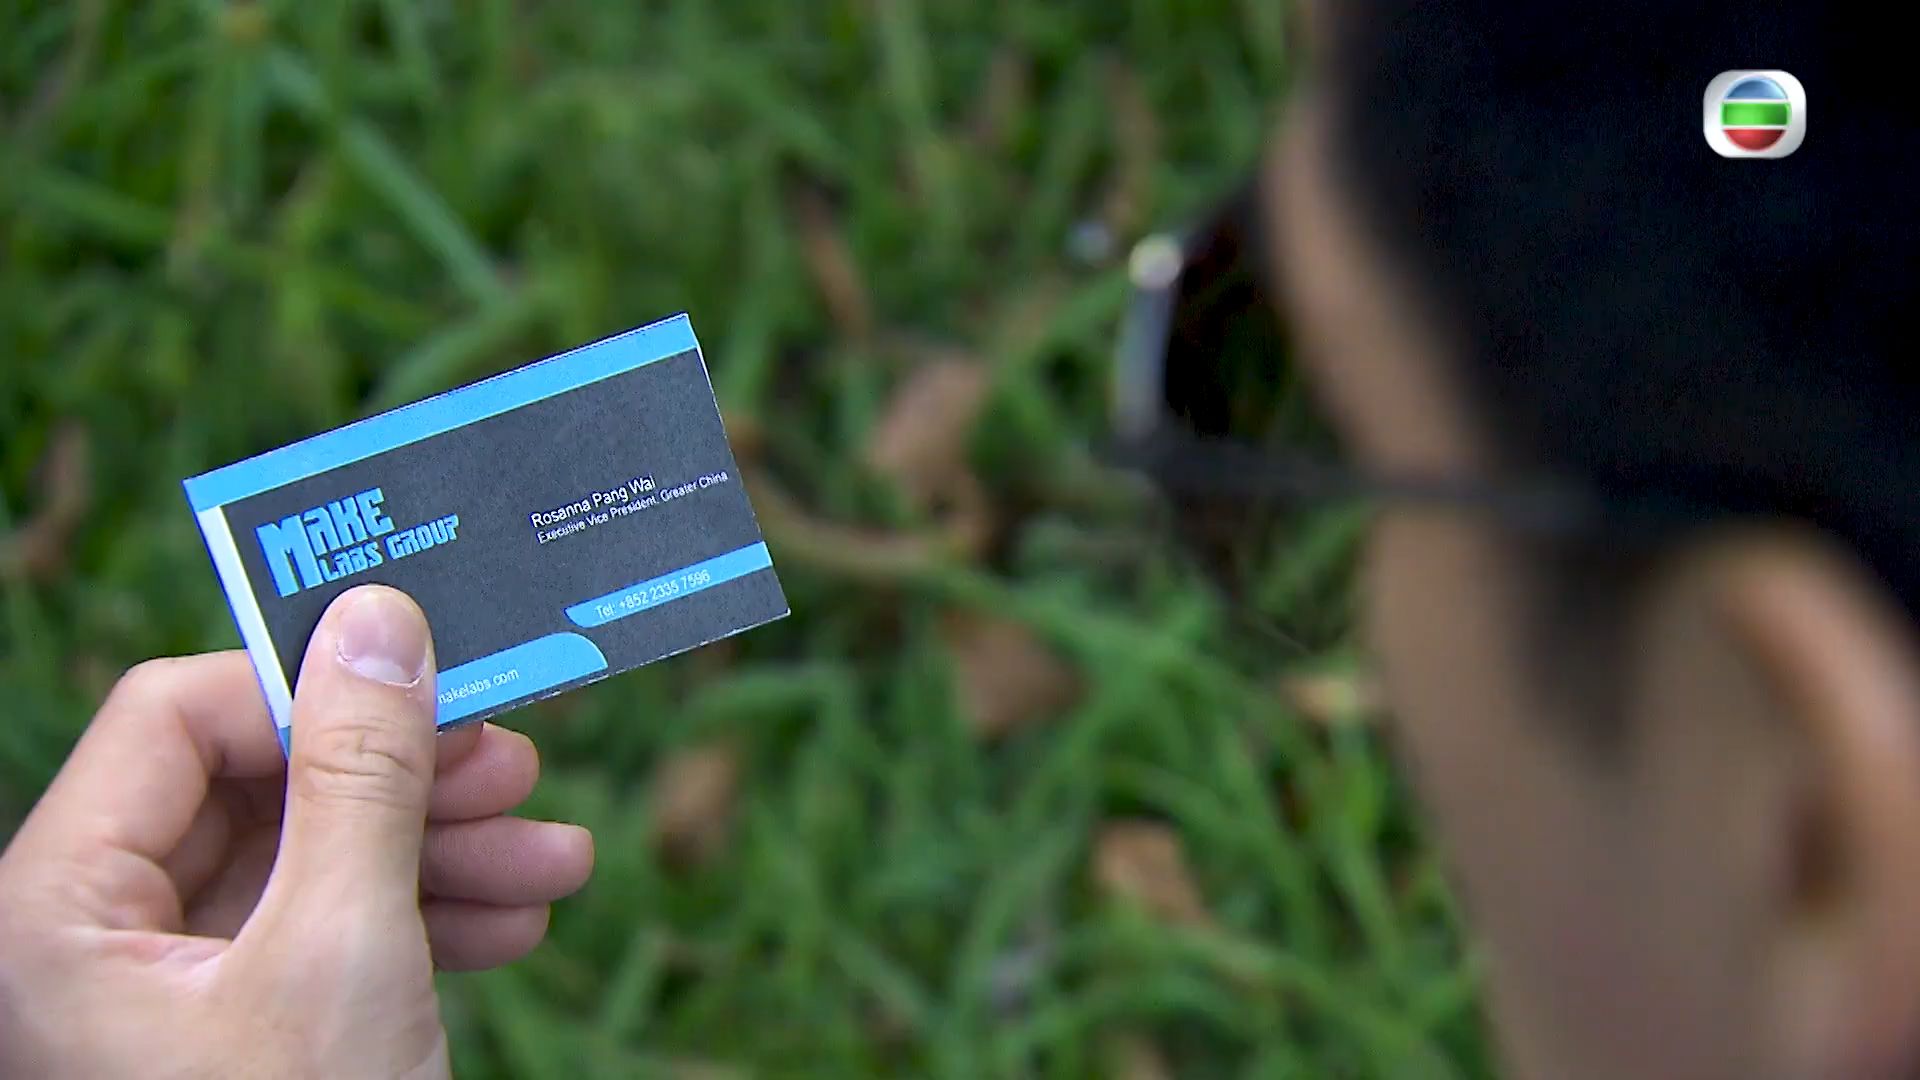 MAKE
LABS GROUP
Rosanna Pang Wai
Executive Vice President, Greater China
Tel: +852 2335 7596
makelabs.com